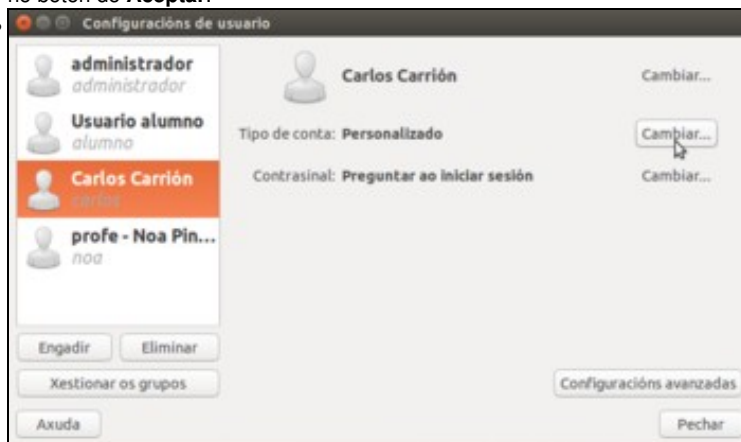 no botón de Aceptar.
Configuracións de usuario
administrador
administrador
Usuario alumno
alumno
Carlos Carrión
carlos
profe - Noa Pin...
noa
Engadir
Eliminar
Xestionar os grupos
Axuda
Carlos Carrión
Cambiar...
Tipo de conta: Personalizado
Cambiar...
Contrasinal: Preguntar ao iniciar sesión
Cambiar...
Configuracións avanzadas
Pechar